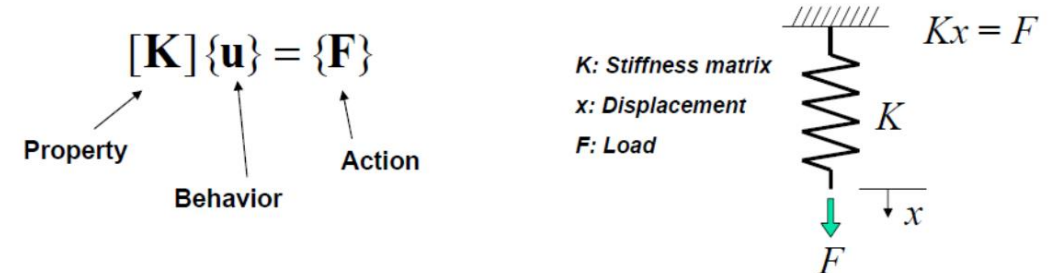 [K]{u} = {F}
Property
Behavior
Action
K: Stiffness matrix
x: Displacement
F: Load
Kx = F
K
x
F